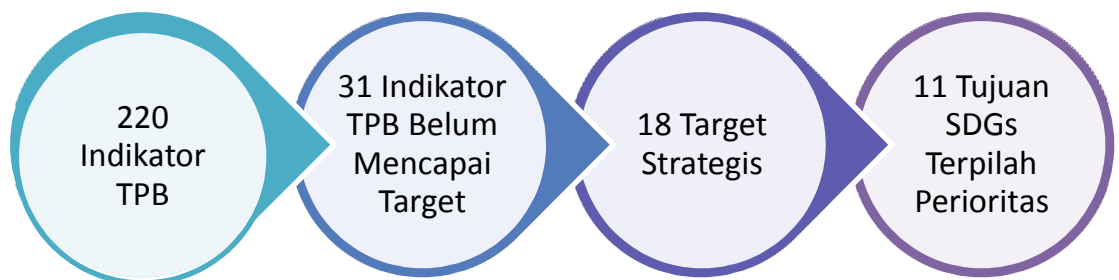 220
Indikator
TPB
31 Indikator
TPB Belum
Mencapai
Target
18 Target
Strategis
11 Tujuan
SDGs
Terpilah
Perioritas